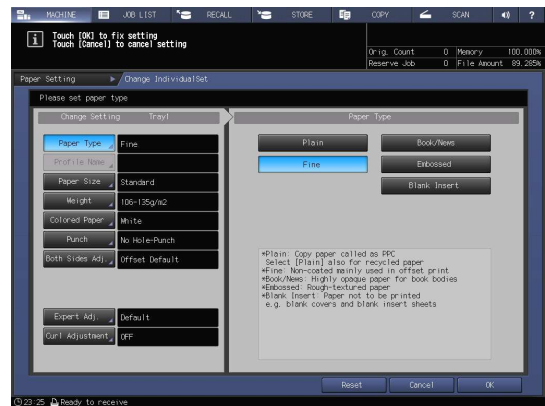 MACHINE JOB LIST RECALL STORE COPY SCAN ?
Touch [OK] to fix setting
Touch [Cancel] to cancel setting
Orig. Count 0 Memory 100.000%
Reserve Job 0 File Amount 89.285%
Paper Setting Change IndividualSet
Please set paper type
Change Setting Tray1
Paper Type
Paper Type Fine
Profile Name
Paper Size Standard
Weight 106-135g/m2
Colored Paper White
Punch No Hole-Punch
Both Sides Adj. Offset Default
Expert Adj. Default
Curl Adjustment OFF
Plain Book/News
Fine Embossed
Blank Insert
*Plain: Copy paper called as PPC
Select [Plain] also for recycled paper
*Fine: Non-coated mainly used in offset print
*Book/News: Highly opaque paper for book bodies
*Embossed: Rough-textured paper
*Blank Insert: Paper not to be printed
e.g. blank covers and blank insert sheets
Reset Cancel OK
23:25 Ready to receive